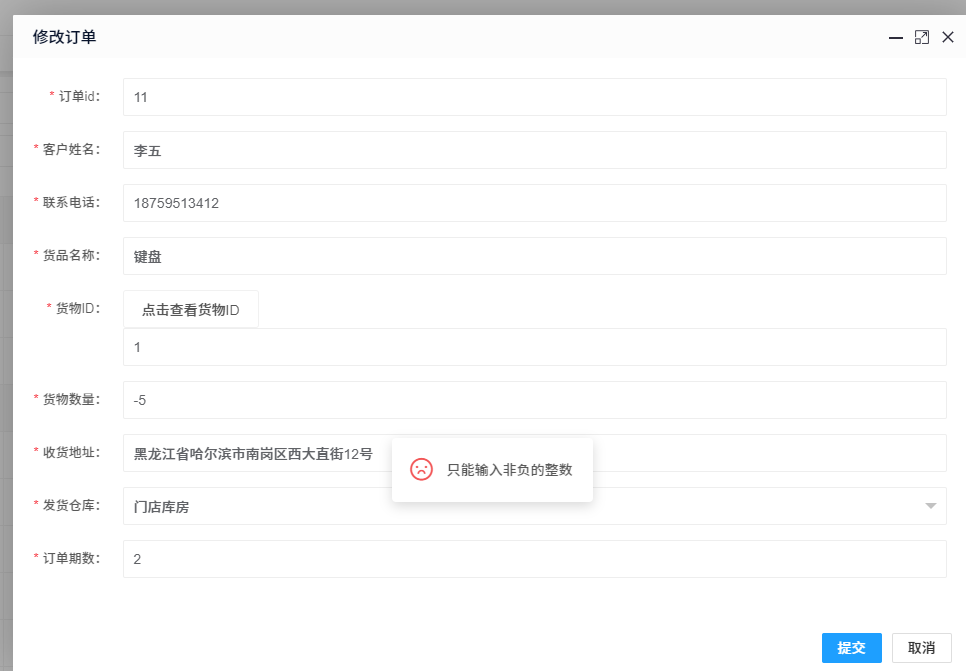 修改订单
* 订单id： 11
* 客户姓名： 李五
* 联系电话： 18759513412
* 货品名称： 键盘
* 货物ID： 点击查看货物ID
1
* 货物数量： -5
* 收货地址： 黑龙江省哈尔滨市南岗区西大直街12号
只能输入非负的整数
* 发货仓库： 门店库房
* 订单期数： 2
提交 取消